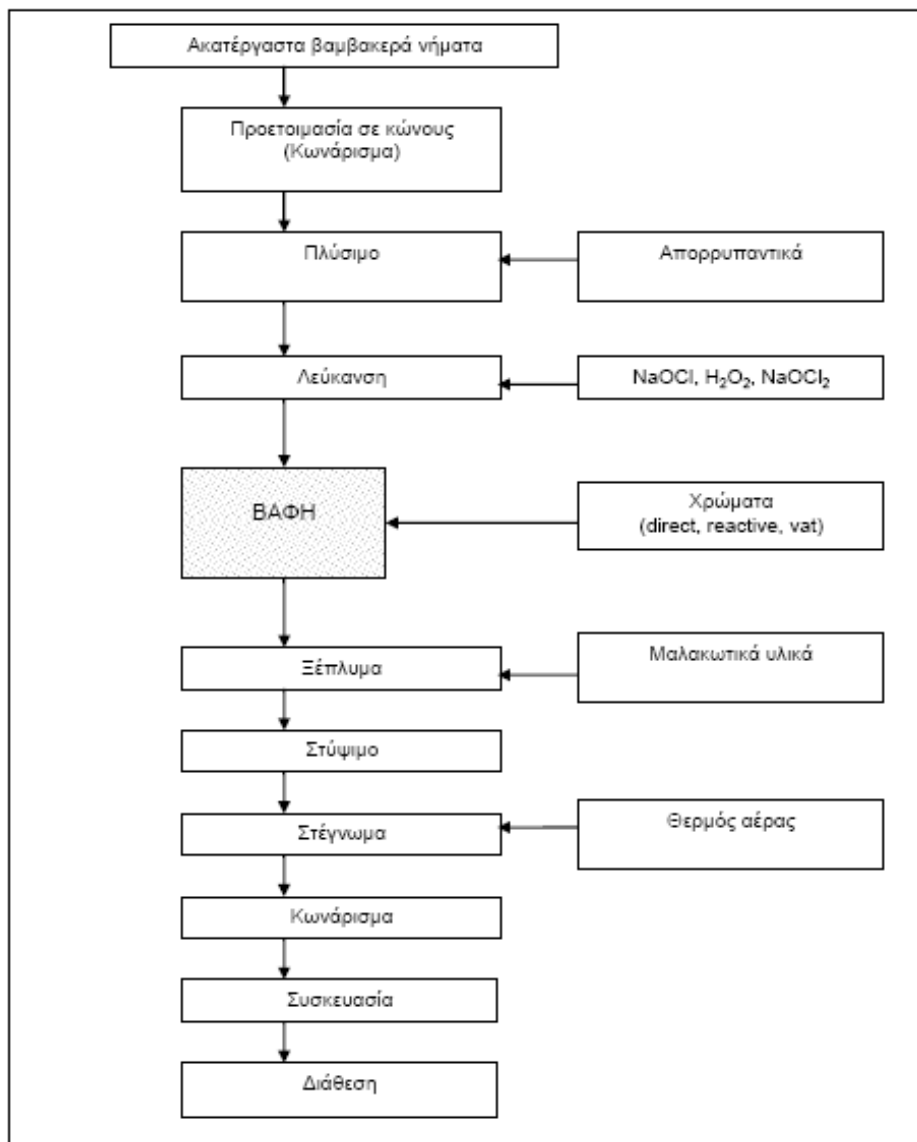 Ακατέργαστα βαμβακερά νήματα
Προετοιμασία σε κώνους
(Κωνάρισμα)
Πλύσιμο
Απορρυπαντικά
Λεύκανση
NaOCl, H₂O₂, NaOCl₂
ΒΑΦΗ
Χρώματα
(direct, reactive, vat)
Ξέπλυμα
Μαλακωτικά υλικά
Στύψιμο
Στέγνωμα
Θερμός αέρας
Κωνάρισμα
Συσκευασία
Διάθεση